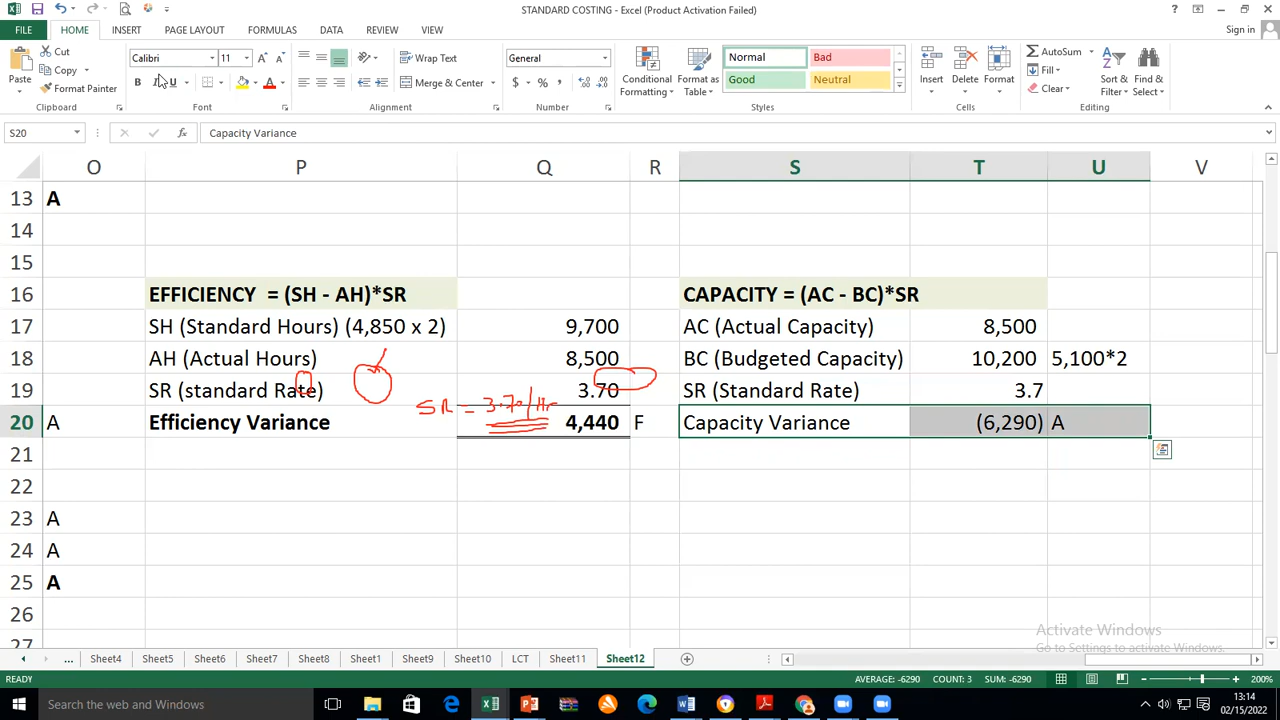 STANDARD COSTING - Excel (Product Activation Failed)
FILE HOME INSERT PAGE LAYOUT FORMULAS DATA REVIEW VIEW Sign in
Paste Cut Copy Format Painter Clipboard
Calibri 11 B I U Font
Wrap Text Merge & Center Alignment
General $ % , Number
Conditional Formatting Format as Table Normal Bad Good Neutral Styles
Insert Delete Format Cells
AutoSum Fill Clear Sort & Filter Find & Select Editing
S20 fx Capacity Variance
O P Q R S T U V
13 A
14
15
16 EFFICIENCY = (SH - AH)*SR CAPACITY = (AC - BC)*SR
17 SH (Standard Hours) (4,850 x 2) 9,700 AC (Actual Capacity) 8,500
18 AH (Actual Hours) 8,500 BC (Budgeted Capacity) 10,200 5,100*2
19 SR (standard Rate) 3.70 SR (Standard Rate) 3.7
SR = 3.70/Hr
20 A Efficiency Variance 4,440 F Capacity Variance (6,290) A
21
22
23 A
24 A
25 A
26
27
Activate Windows
Go to Settings to activate Windows.
... Sheet4 Sheet5 Sheet6 Sheet7 Sheet8 Sheet1 Sheet9 Sheet10 LCT Sheet11 Sheet12
READY AVERAGE: -6290 COUNT: 3 SUM: -6290 200%
Search the web and Windows
13:14
02/15/2022